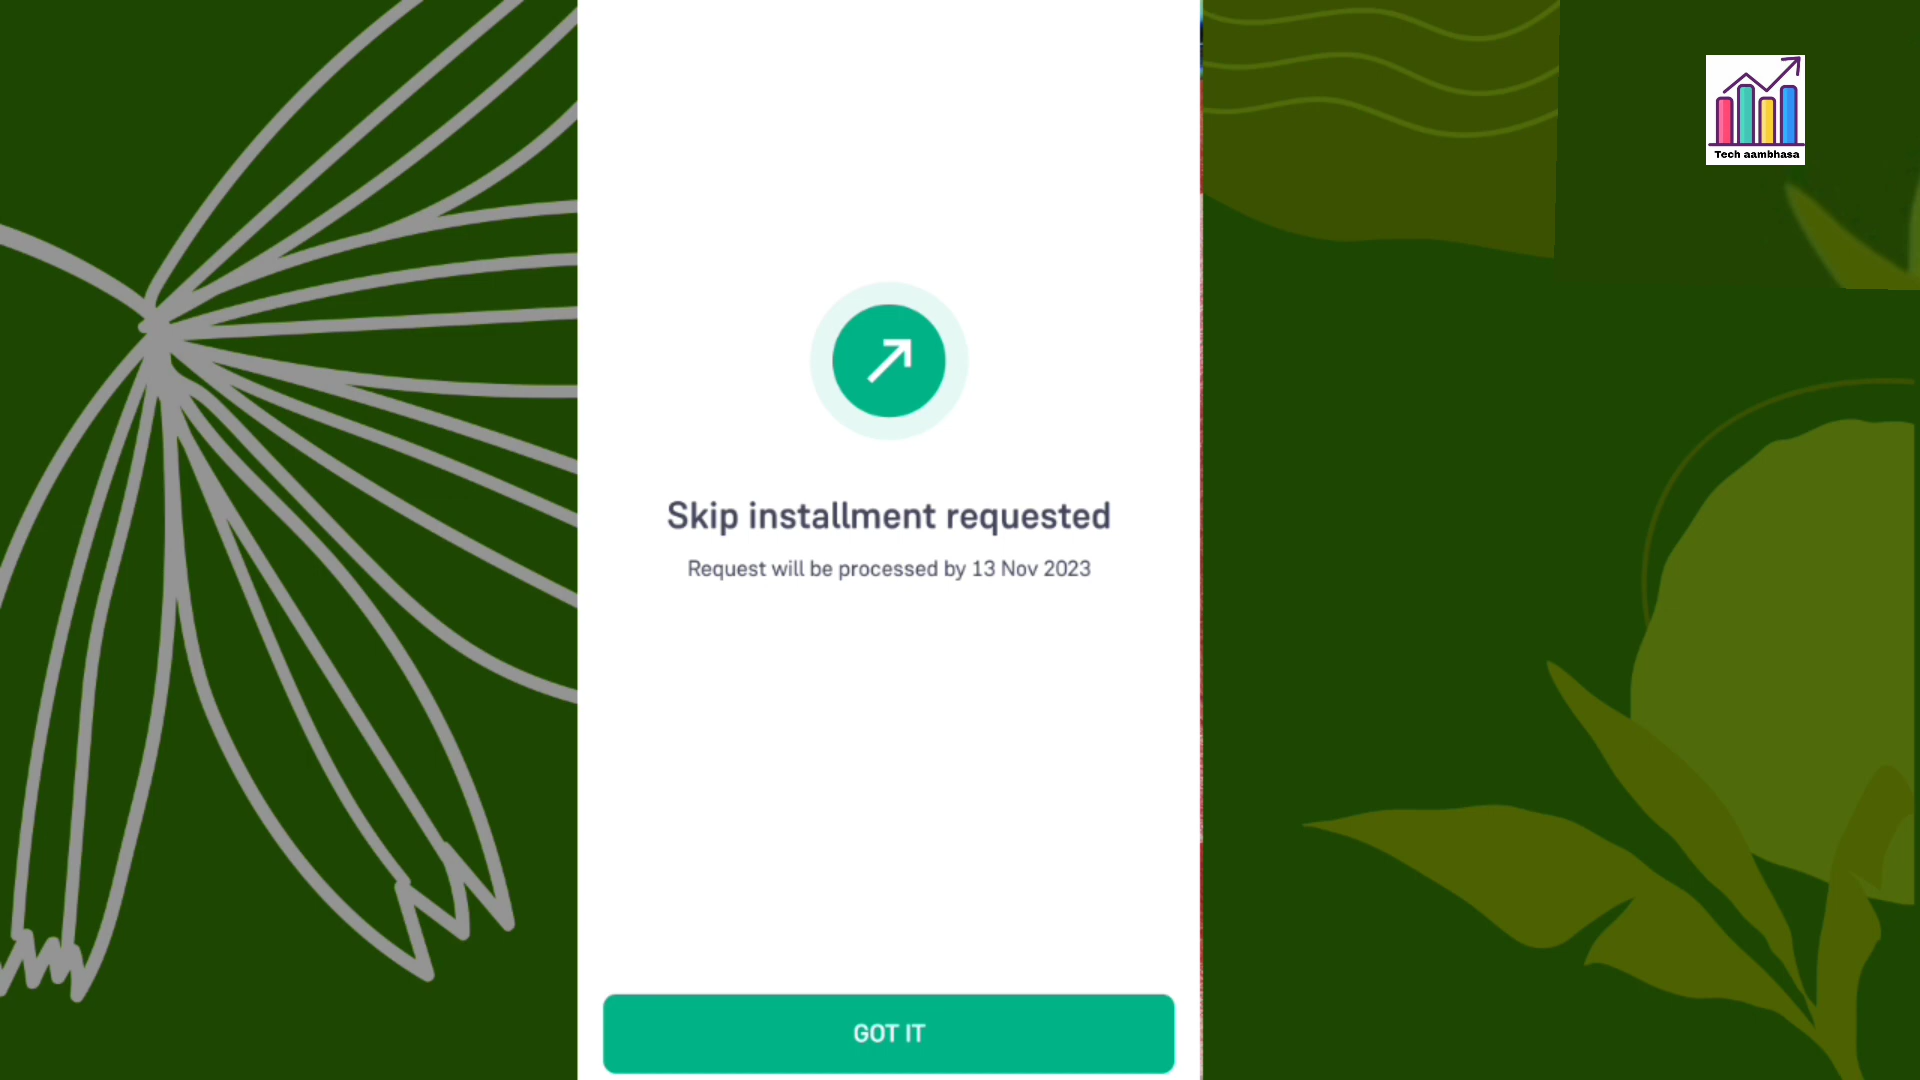 Tech aambhasa
Skip installment requested
Request will be processed by 13 Nov 2023
GOT IT